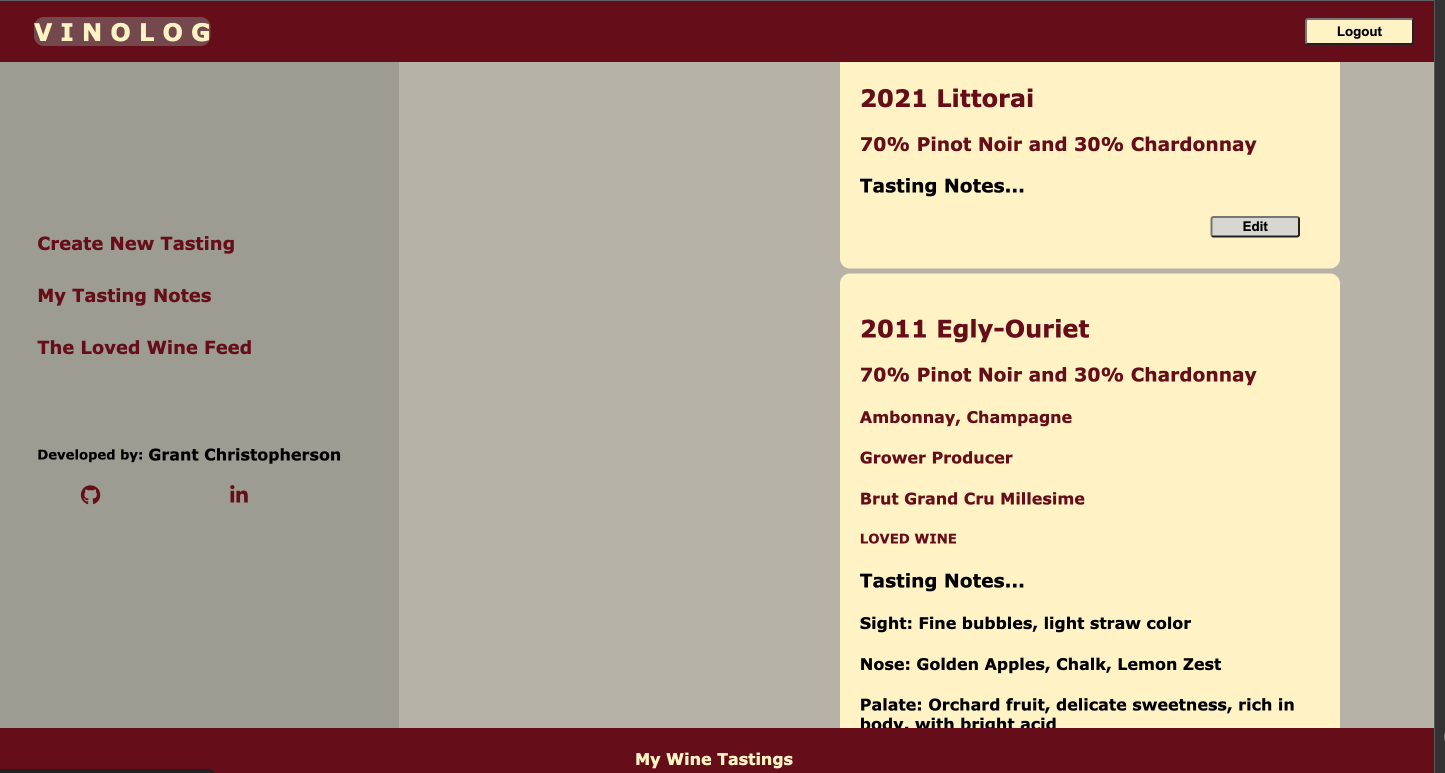 V I N O L O G
Logout
Create New Tasting
My Tasting Notes
The Loved Wine Feed
Developed by: Grant Christopherson
in
2021 Littorai
70% Pinot Noir and 30% Chardonnay
Tasting Notes...
Edit
2011 Egly-Ouriet
70% Pinot Noir and 30% Chardonnay
Ambonnay, Champagne
Grower Producer
Brut Grand Cru Millesime
LOVED WINE
Tasting Notes...
Sight: Fine bubbles, light straw color
Nose: Golden Apples, Chalk, Lemon Zest
Palate: Orchard fruit, delicate sweetness, rich in
body, with bright acid
My Wine Tastings